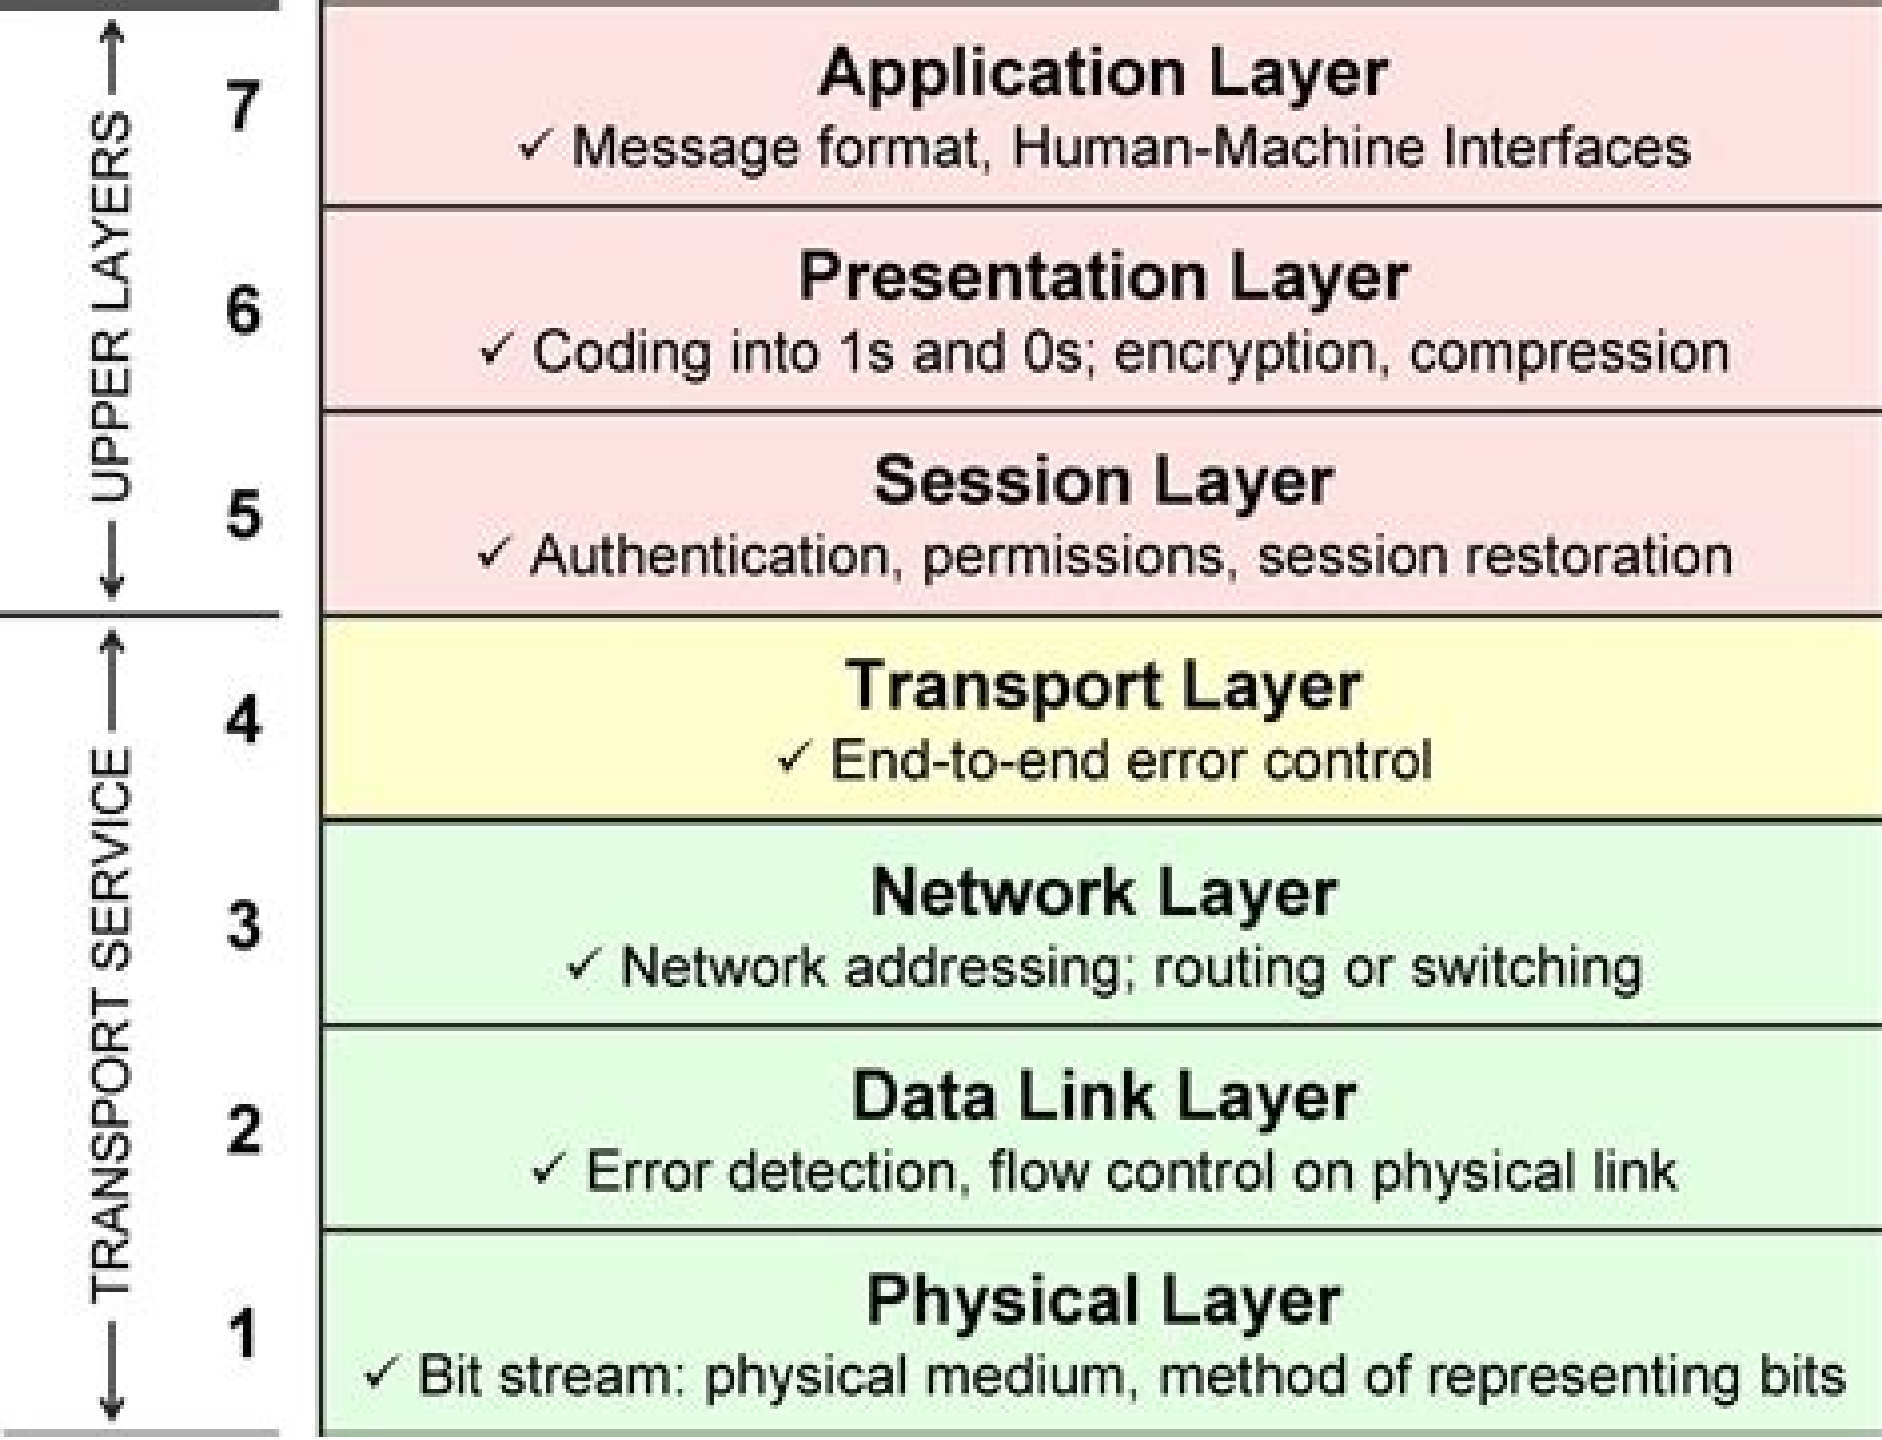 UPPER LAYERS
7
Application Layer
✓ Message format, Human-Machine Interfaces
6
Presentation Layer
✓ Coding into 1s and 0s; encryption, compression
5
Session Layer
✓ Authentication, permissions, session restoration
TRANSPORT SERVICE
4
Transport Layer
✓ End-to-end error control
3
Network Layer
✓ Network addressing; routing or switching
2
Data Link Layer
✓ Error detection, flow control on physical link
1
Physical Layer
✓ Bit stream: physical medium, method of representing bits